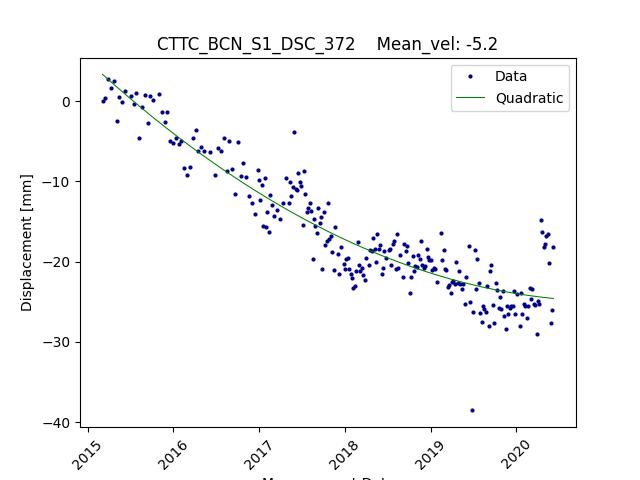 CTTC_BCN_S1_DSC_372    Mean_vel: -5.2
Data
Quadratic
Displacement [mm]
0
−10
−20
−30
−40
2015
2016
2017
2018
2019
2020